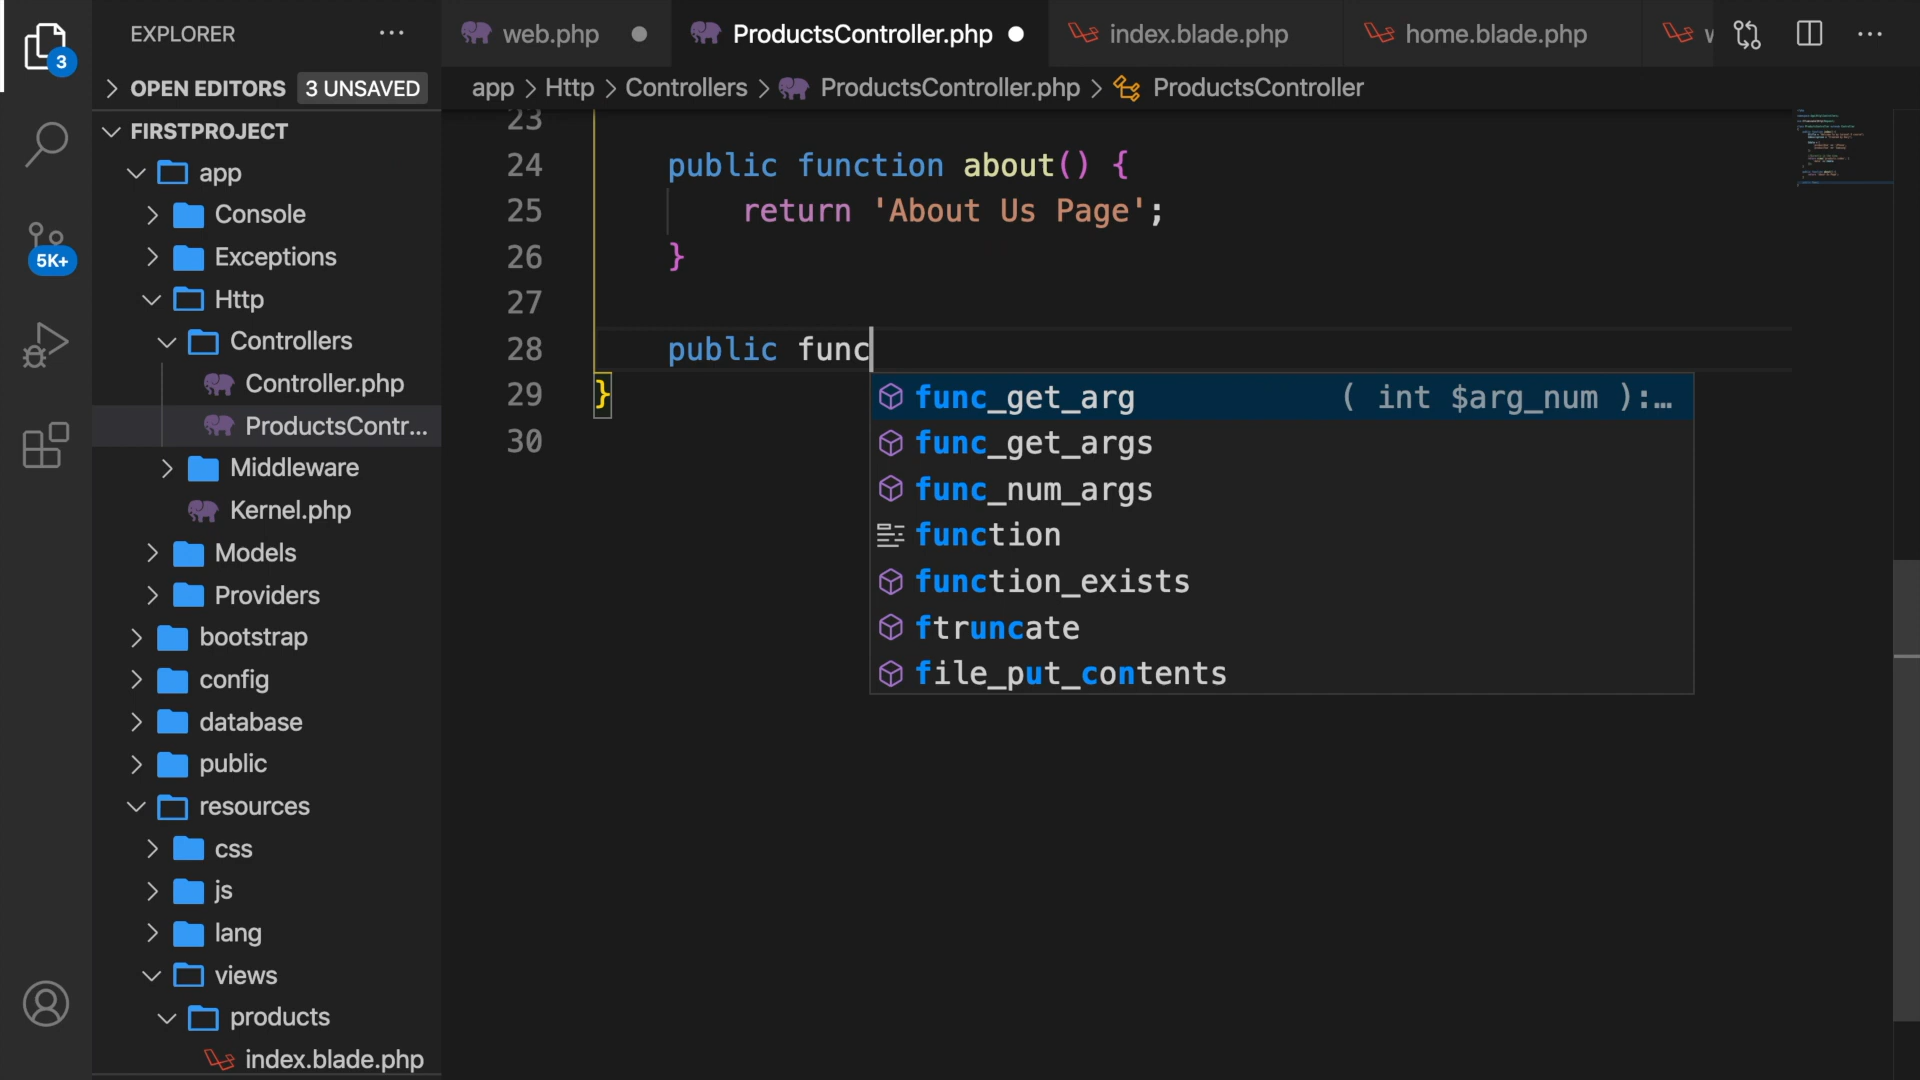 EXPLORER
web.php
ProductsController.php
index.blade.php
home.blade.php
3
OPEN EDITORS
3 UNSAVED
app > Http > Controllers > ProductsController.php > ProductsController
FIRSTPROJECT
app
Console
Exceptions
Http
Controllers
Controller.php
ProductsContr...
Middleware
Kernel.php
Models
Providers
bootstrap
config
database
public
resources
css
js
lang
views
products
index.blade.php
5K+
23
24 public function about() {
25 return 'About Us Page';
26 }
27
28 public func
29 }
30
func_get_arg ( int $arg_num ):…
func_get_args
func_num_args
function
function_exists
ftruncate
file_put_contents